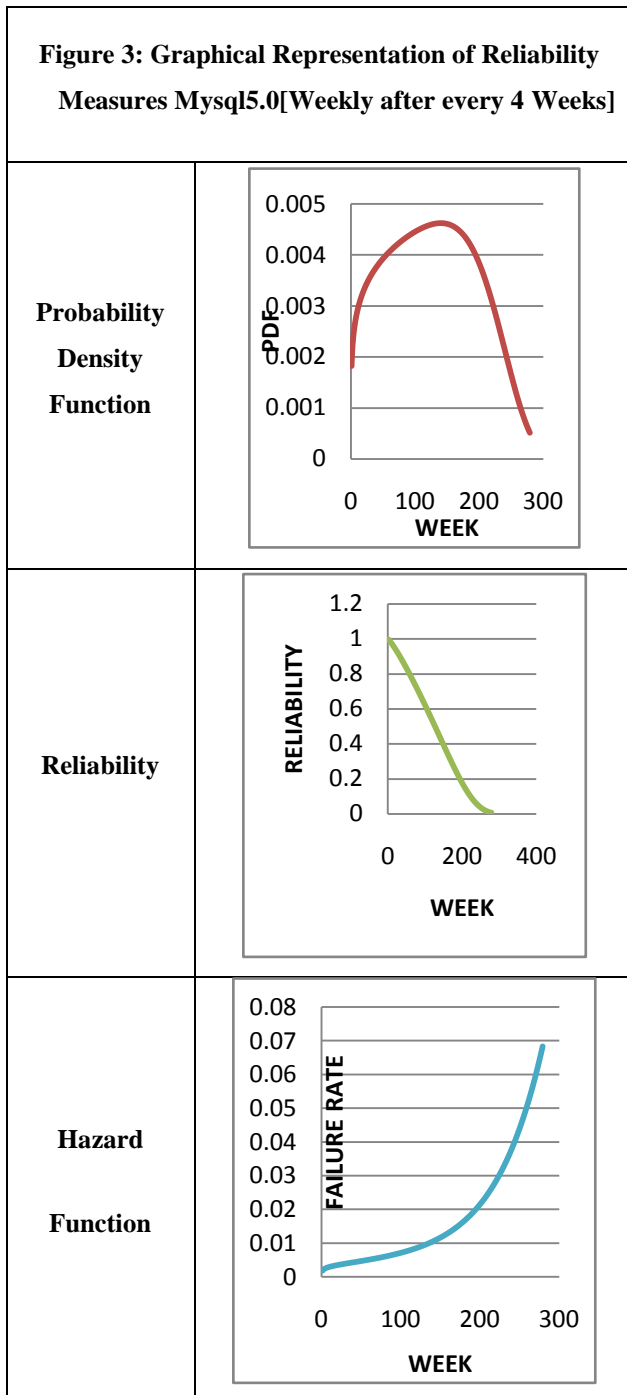 Figure 3: Graphical Representation of Reliability
Measures Mysql5.0[Weekly after every 4 Weeks]
Probability
Density
Function
0.005
0.004
0.003
0.002
0.001
0
PDF
0 100 200 300
WEEK
Reliability
1.2
1
0.8
0.6
0.4
0.2
0
RELIABILITY
0 200 400
WEEK
Hazard
Function
0.08
0.07
0.06
0.05
0.04
0.03
0.02
0.01
0
FAILURE RATE
0 100 200 300
WEEK